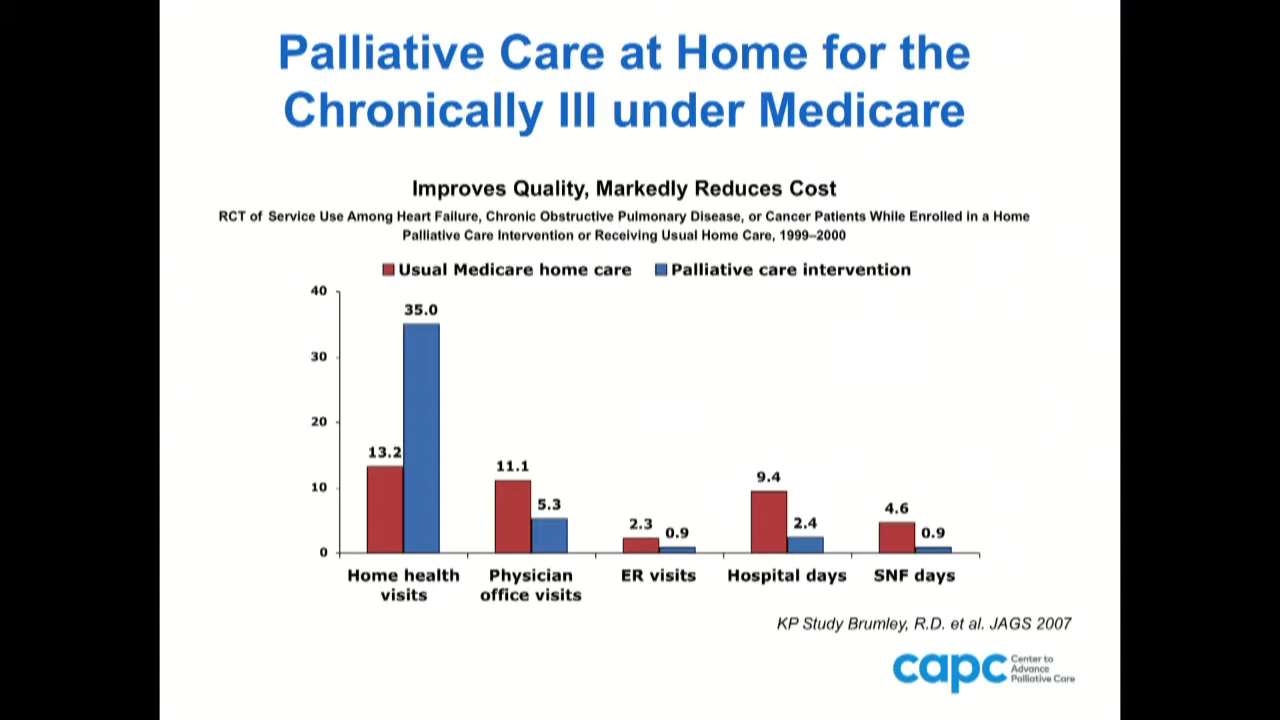 Palliative Care at Home for the
Chronically Ill under Medicare
Improves Quality, Markedly Reduces Cost
RCT of Service Use Among Heart Failure, Chronic Obstructive Pulmonary Disease, or Cancer Patients While Enrolled in a Home
Palliative Care Intervention or Receiving Usual Home Care, 1999–2000
Usual Medicare home care Palliative care intervention
40
30
20
10
0
13.2 35.0
11.1 5.3
2.3 0.9
9.4 2.4
4.6 0.9
Home health
visits
Physician
office visits
ER visits
Hospital days
SNF days
KP Study Brumley, R.D. et al. JAGS 2007
capc
Center to
Advance
Palliative Care